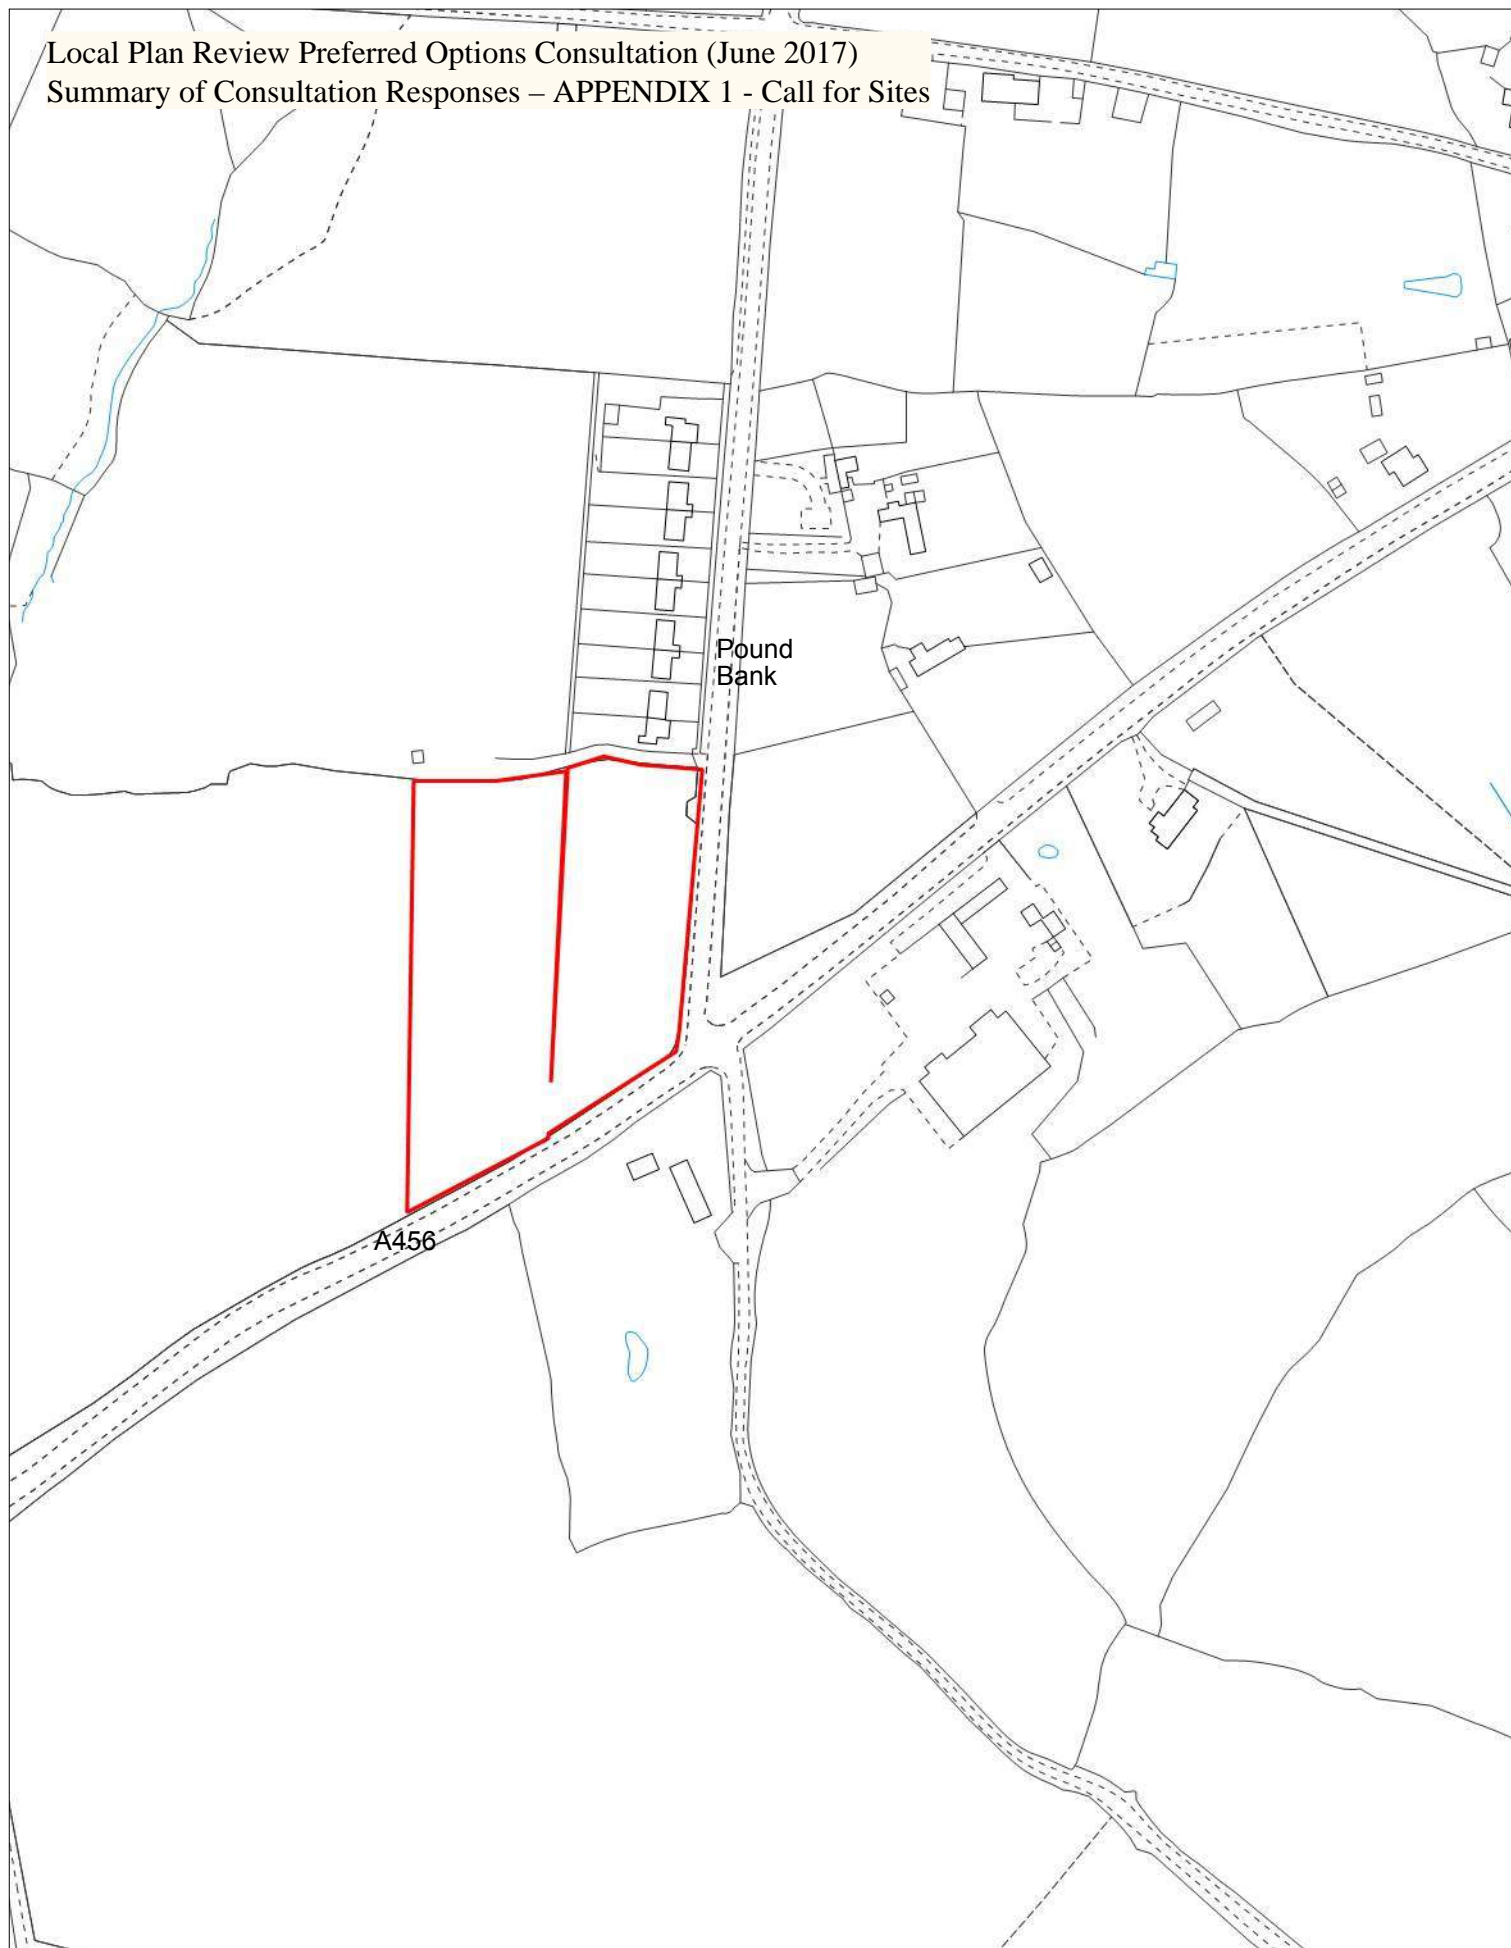 Local Plan Review Preferred Options Consultation (June 2017)
Summary of Consultation Responses – APPENDIX 1 - Call for Sites
Pound
Bank
A456